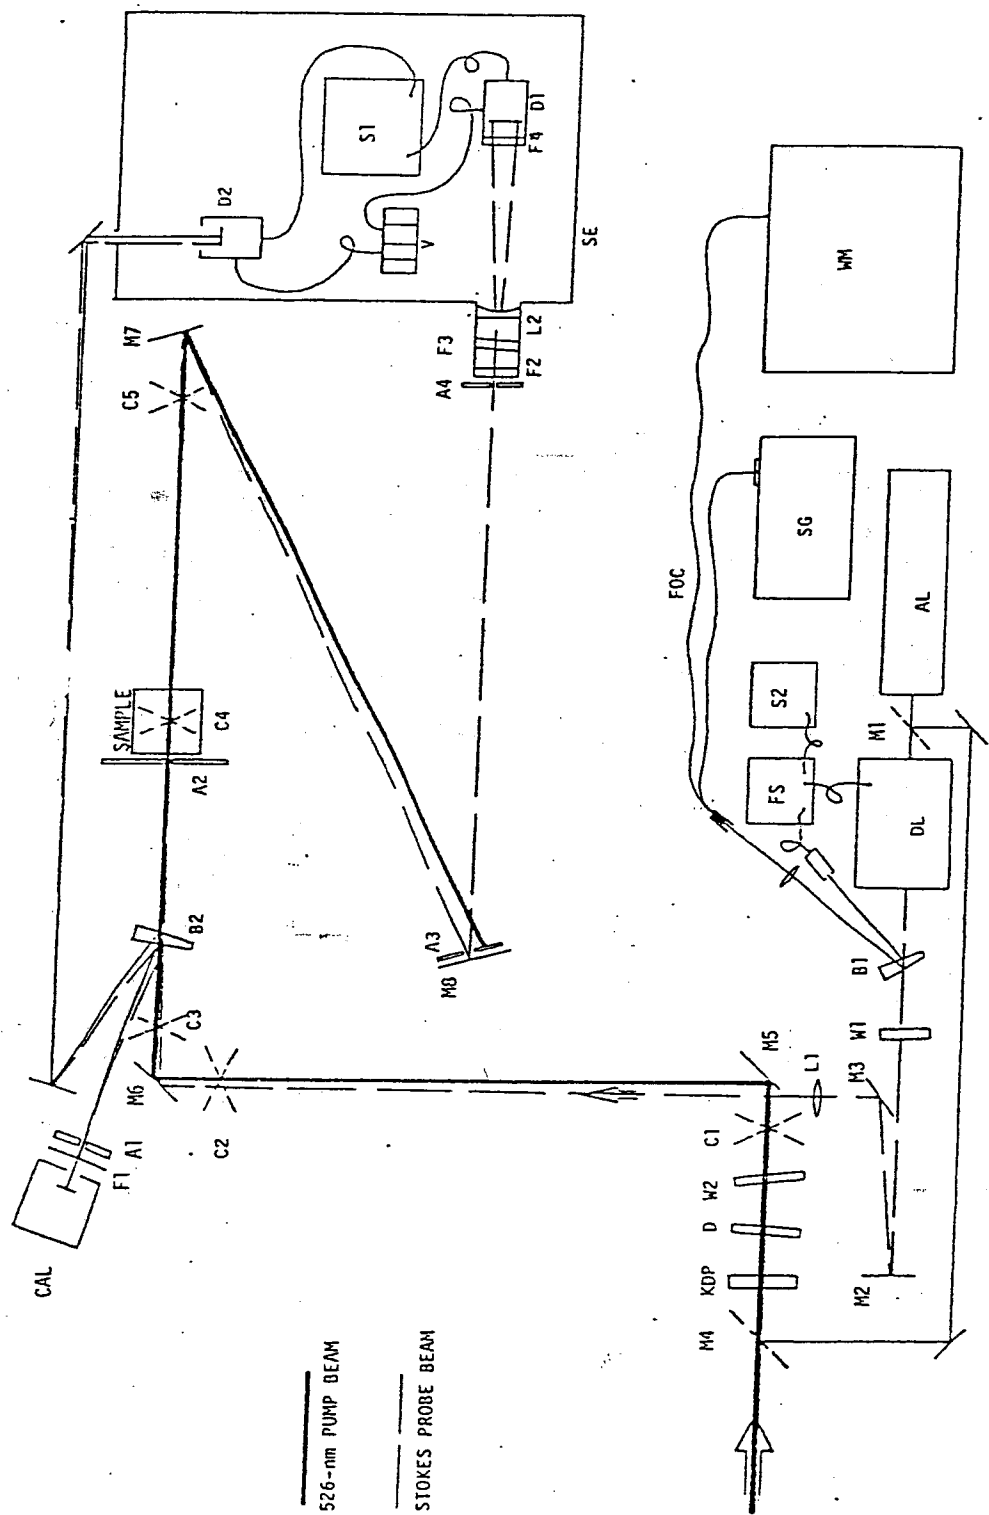 D2
S1
D1
F4
V
SE
L2
F3
F2
A4
M7
C5
WM
SG
FOC
AL
S2
M1
FS
DL
SAMPLE
C4
A2
B2
A3
M8
B1
W1
C3
M6
C2
M5
L1
M3
C1
W2
D
KDP
M4
M2
A1
F1
CAL
526-nm PUMP BEAM
STOKES PROBE BEAM